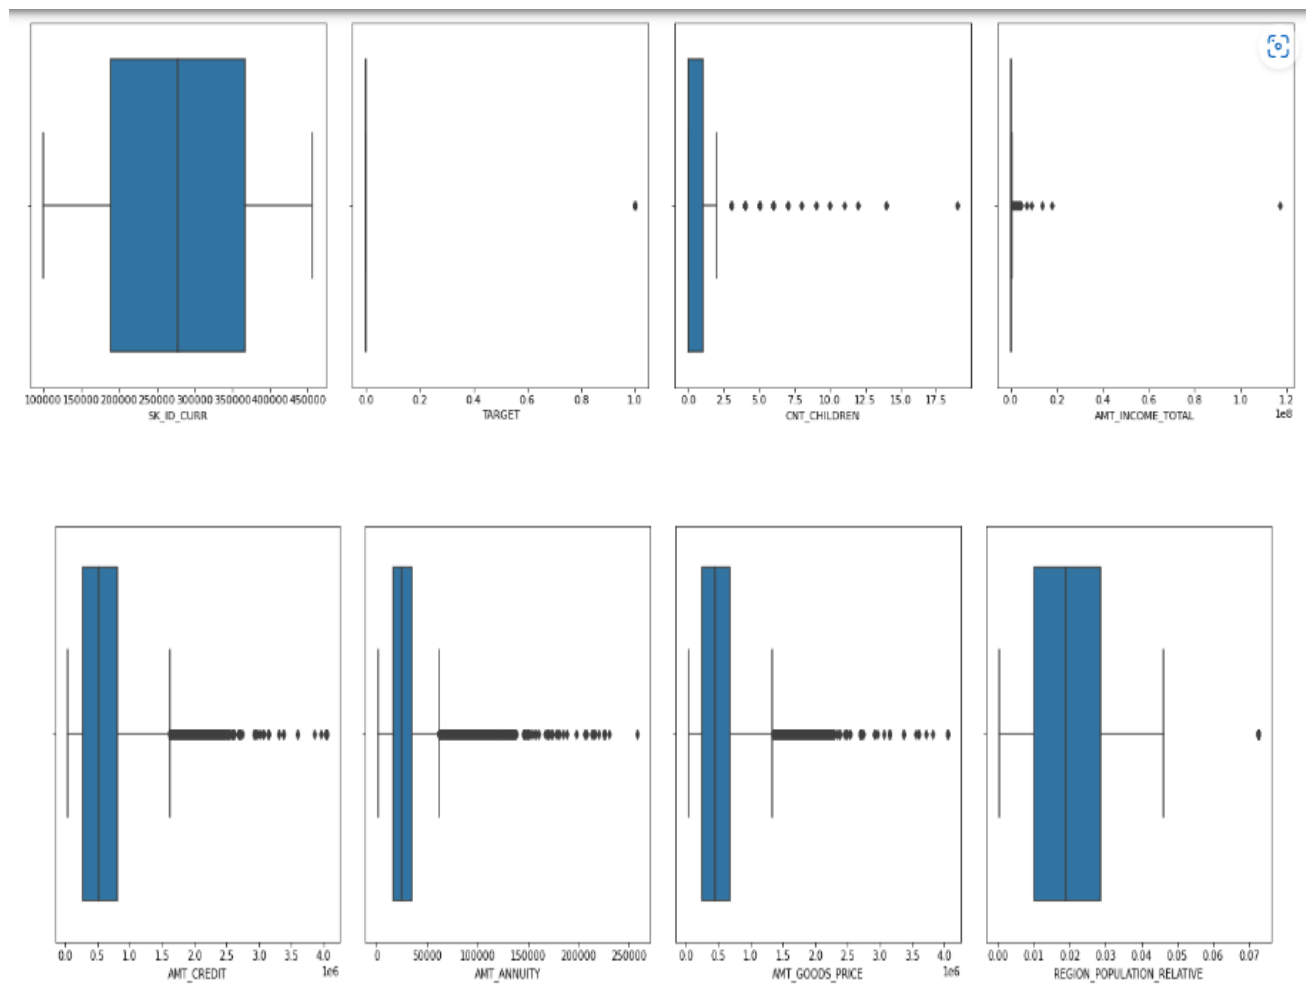 100000 150000 200000 250000 300000 350000 400000 450000
SK_ID_CURR
0.0 0.2 0.4 0.6 0.8 1.0
TARGET
0.0 2.5 5.0 7.5 10.0 12.5 15.0 17.5
CNT_CHILDREN
0.0 0.2 0.4 0.6 0.8 1.0 1.2
1e8
AMT_INCOME_TOTAL
0.0 0.5 1.0 1.5 2.0 2.5 3.0 3.5 4.0
1e6
AMT_CREDIT
0 50000 100000 150000 200000 250000
AMT_ANNUITY
0.0 0.5 1.0 1.5 2.0 2.5 3.0 3.5 4.0
1e6
AMT_GOODS_PRICE
0.00 0.01 0.02 0.03 0.04 0.05 0.06 0.07
REGION_POPULATION_RELATIVE